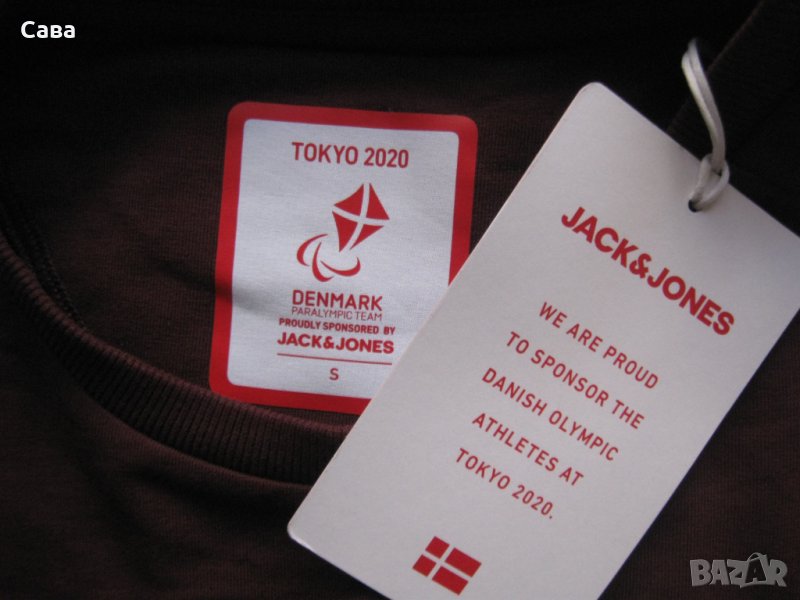 Сава
TOKYO 2020
DENMARK
PARALYMPIC TEAM
PROUDLY SPONSORED BY
JACK&JONES
S
JACK&JONES
WE ARE PROUD
TO SPONSOR THE
DANISH OLYMPIC
ATHLETES AT
TOKYO 2020.
BAZAR